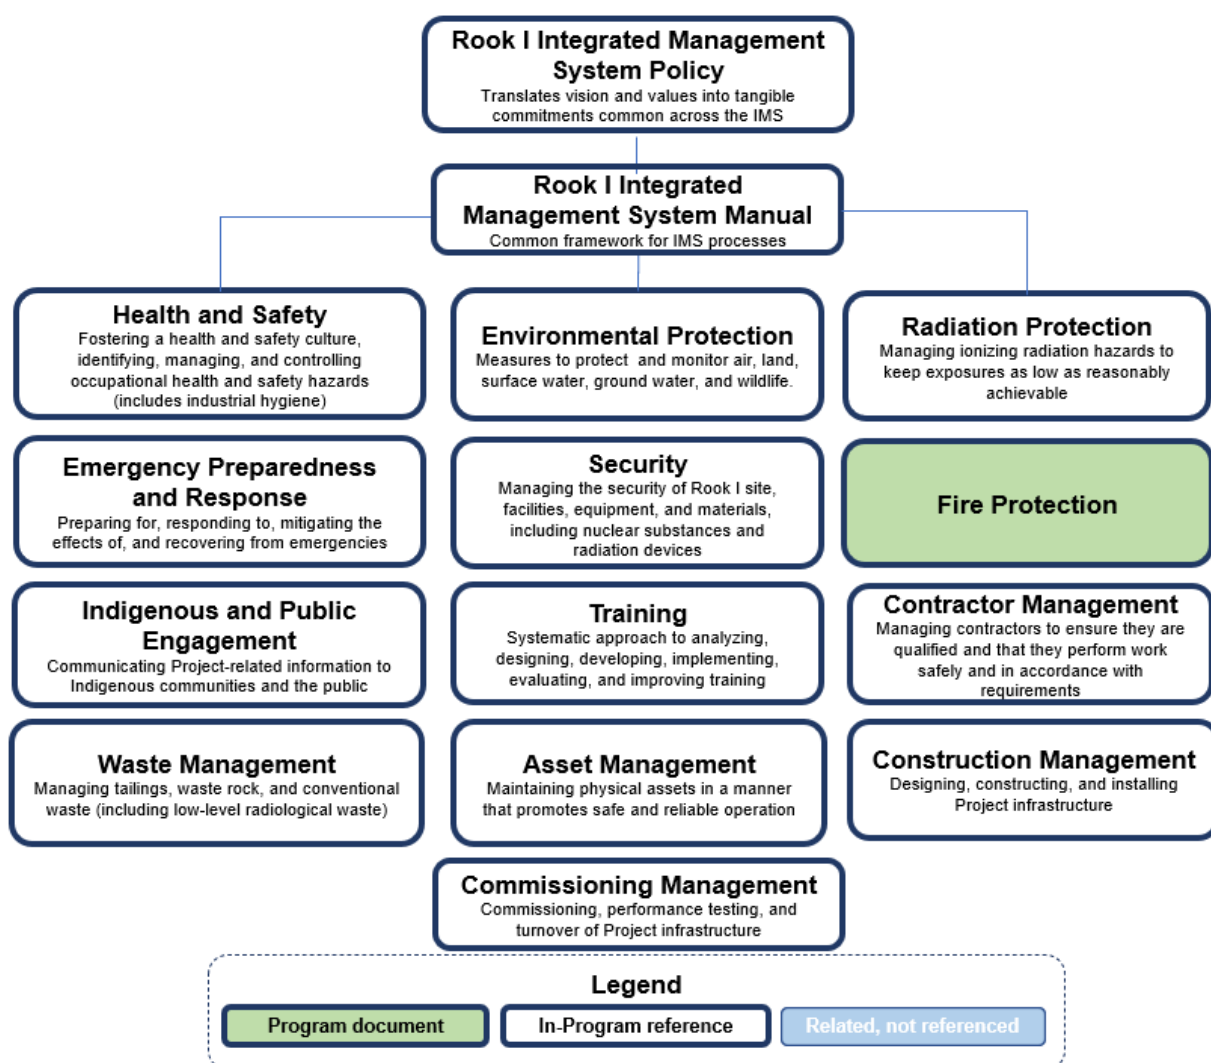 Rook I Integrated Management
System Policy
Translates vision and values into tangible
commitments common across the IMS
Rook I Integrated
Management System Manual
Common framework for IMS processes
Health and Safety
Fostering a health and safety culture,
identifying, managing, and controlling
occupational health and safety hazards
(includes industrial hygiene)
Environmental Protection
Measures to protect and monitor air, land,
surface water, ground water, and wildlife.
Radiation Protection
Managing ionizing radiation hazards to
keep exposures as low as reasonably
achievable
Emergency Preparedness
and Response
Preparing for, responding to, mitigating the
effects of, and recovering from emergencies
Security
Managing the security of Rook I site,
facilities, equipment, and materials,
including nuclear substances and
radiation devices
Fire Protection
Indigenous and Public
Engagement
Communicating Project-related information to
Indigenous communities and the public
Training
Systematic approach to analyzing,
designing, developing, implementing,
evaluating, and improving training
Contractor Management
Managing contractors to ensure they are
qualified and that they perform work
safely and in accordance with
requirements
Waste Management
Managing tailings, waste rock, and conventional
waste (including low-level radiological waste)
Asset Management
Maintaining physical assets in a manner
that promotes safe and reliable operation
Construction Management
Designing, constructing, and installing
Project infrastructure
Commissioning Management
Commissioning, performance testing, and
turnover of Project infrastructure
Legend
Program document
In-Program reference
Related, not referenced